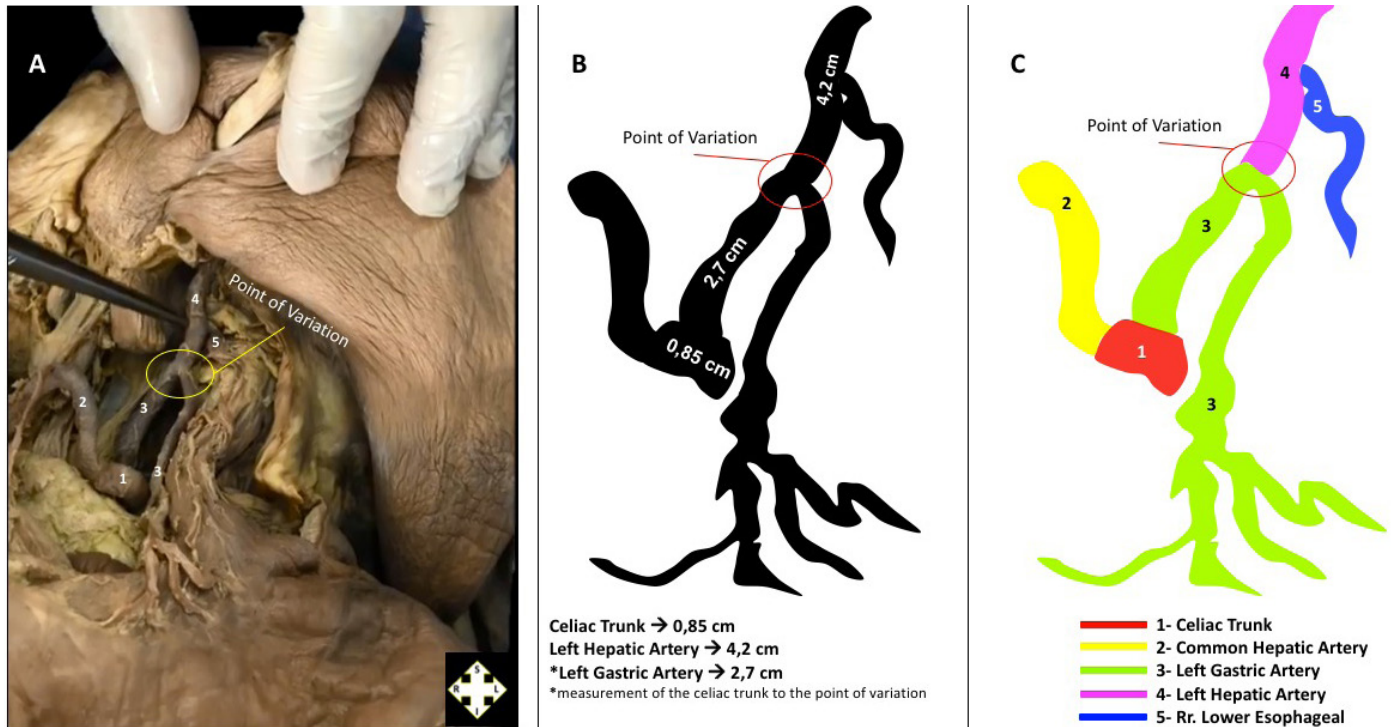 A
Point of Variation
4
5
2
3
1
3
S
R L
I
B
4,2 cm
Point of Variation
2,7 cm
0,85 cm
Celiac Trunk → 0,85 cm
Left Hepatic Artery → 4,2 cm
*Left Gastric Artery → 2,7 cm
*measurement of the celiac trunk to the point of variation
C
4
5
Point of Variation
2
3
1
3
1- Celiac Trunk
2- Common Hepatic Artery
3- Left Gastric Artery
4- Left Hepatic Artery
5- Rr. Lower Esophageal